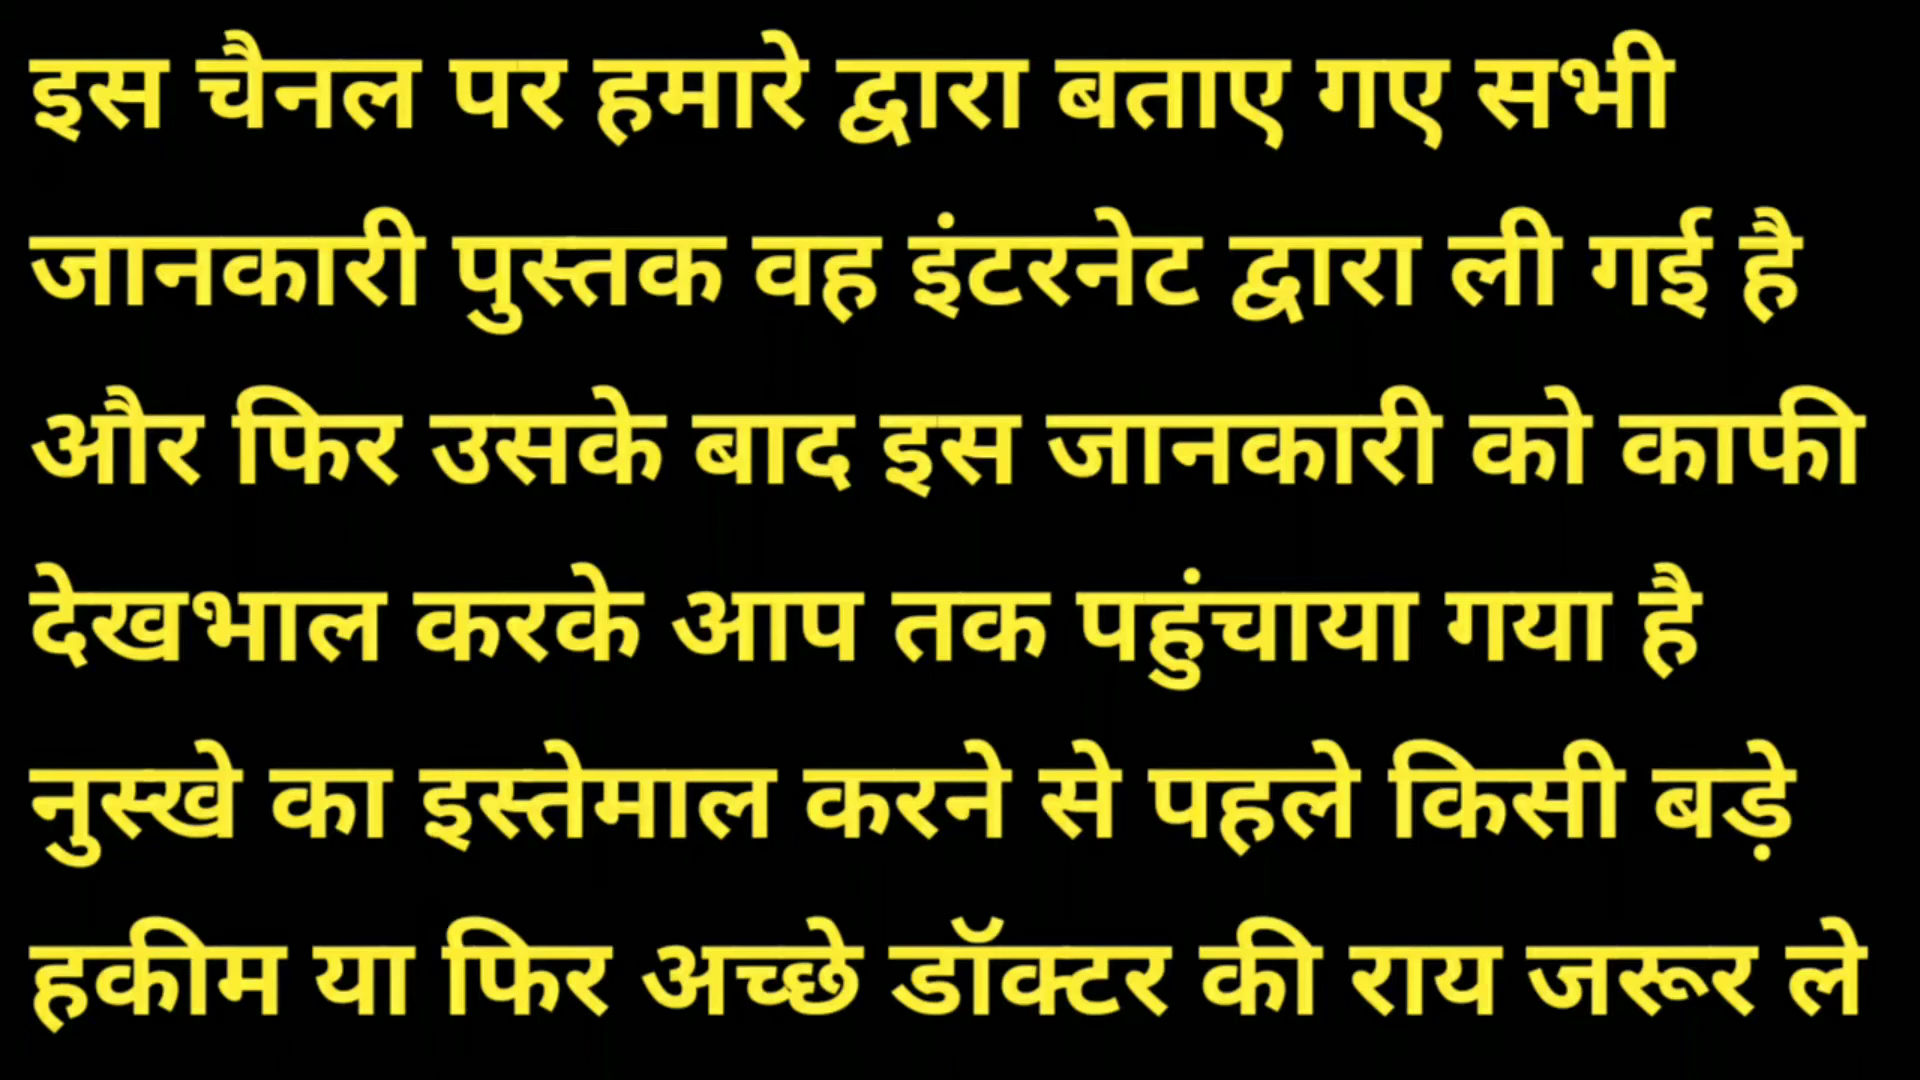 इस चैनल पर हमारे द्वारा बताए गए सभी
जानकारी पुस्तक वह इंटरनेट द्वारा ली गई है
और फिर उसके बाद इस जानकारी को काफी
देखभाल करके आप तक पहुंचाया गया है
नुस्खे का इस्तेमाल करने से पहले किसी बड़े
हकीम या फिर अच्छे डॉक्टर की राय जरूर ले